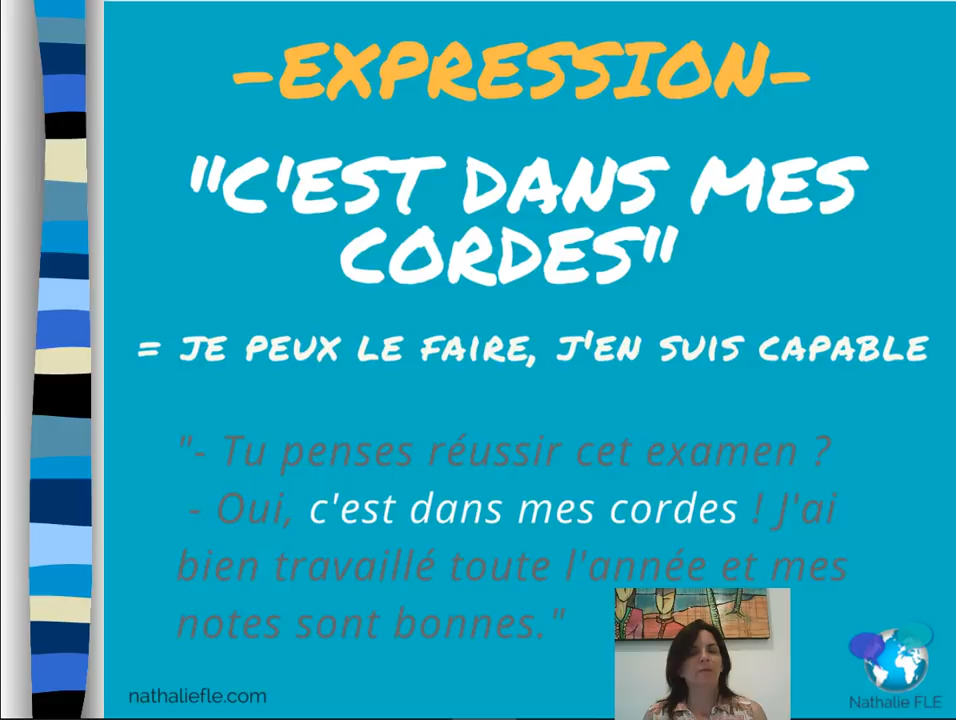 -EXPRESSION-
"C'EST DANS MES
CORDES"
= JE PEUX LE FAIRE, J'EN SUIS CAPABLE
"- Tu penses réussir cet examen ?
- Oui, c'est dans mes cordes ! J'ai
bien travaillé toute l'année et mes
notes sont bonnes."
nathaliefle.com
Nathalie FLE